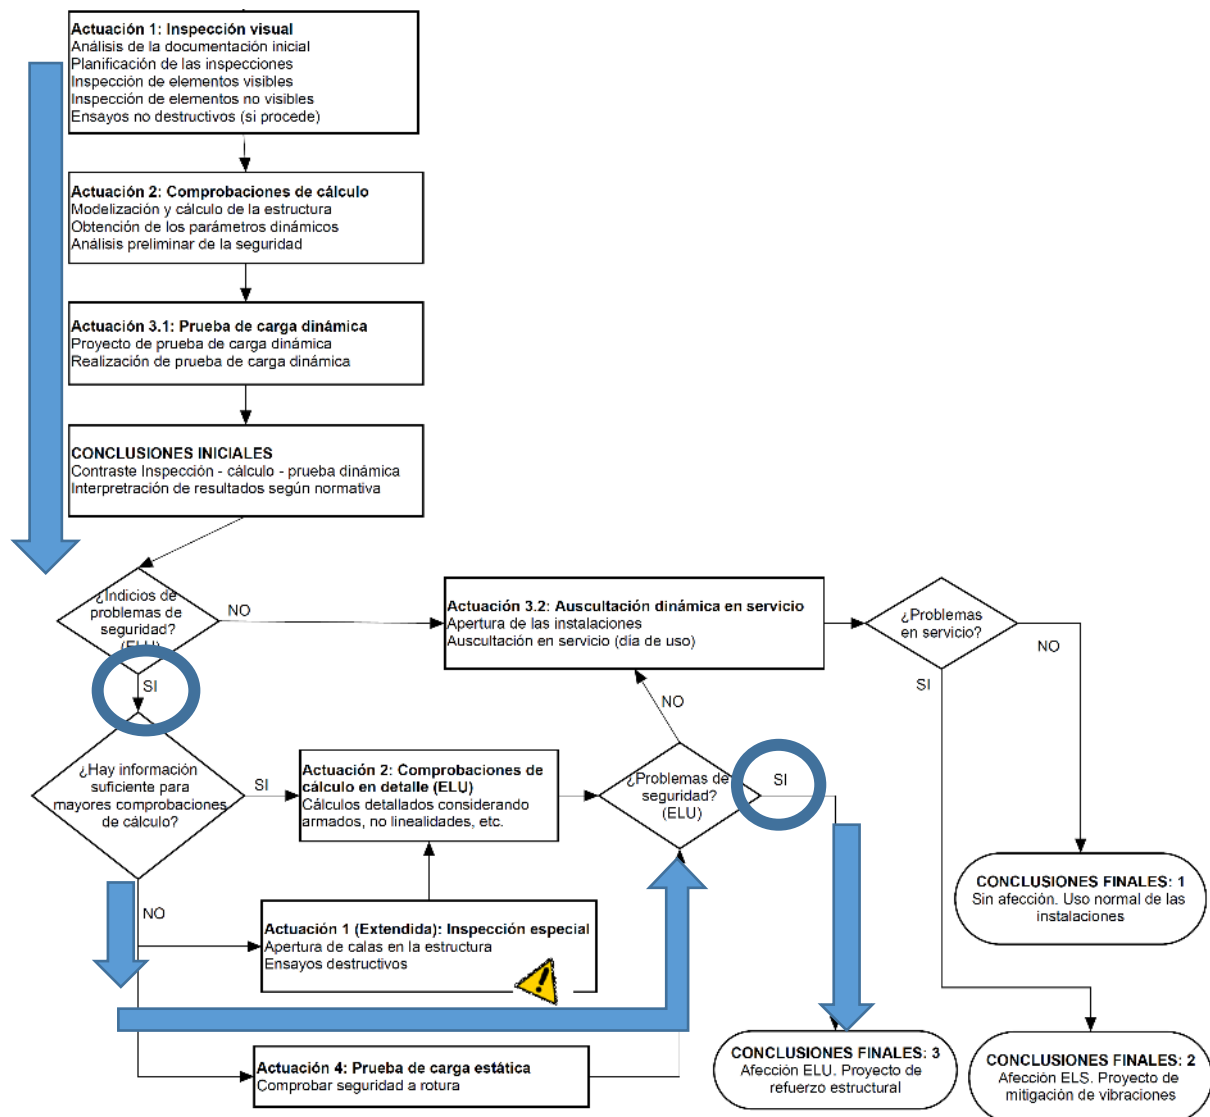 Actuación 1: Inspección visual
Análisis de la documentación inicial
Planificación de las inspecciones
Inspección de elementos visibles
Inspección de elementos no visibles
Ensayos no destructivos (si procede)
Actuación 2: Comprobaciones de cálculo
Modelización y cálculo de la estructura
Obtención de los parámetros dinámicos
Análisis preliminar de la seguridad
Actuación 3.1: Prueba de carga dinámica
Proyecto de prueba de carga dinámica
Realización de prueba de carga dinámica
CONCLUSIONES INICIALES
Contraste Inspección - cálculo - prueba dinámica
Interpretración de resultados según normativa
¿Indicios de
problemas de
seguridad?
(ELU)
NO
SI
Actuación 3.2: Auscultación dinámica en servicio
Apertura de las instalaciones
Auscultación en servicio (día de uso)
¿Problemas
en servicio?
NO
SI
¿Hay información
suficiente para
mayores comprobaciones
de cálculo?
SI
NO
Actuación 2: Comprobaciones de
cálculo en detalle (ELU)
Cálculos detallados considerando
armados, no linealidades, etc.
¿Problemas de
seguridad?
(ELU)
NO
SI
Actuación 1 (Extendida): Inspección especial
Apertura de calas en la estructura
Ensayos destructivos
Actuación 4: Prueba de carga estática
Comprobar seguridad a rotura
CONCLUSIONES FINALES: 1
Sin afección. Uso normal de las
instalaciones
CONCLUSIONES FINALES: 3
Afección ELU. Proyecto de
refuerzo estructural
CONCLUSIONES FINALES: 2
Afección ELS. Proyecto de
mitigación de vibraciones